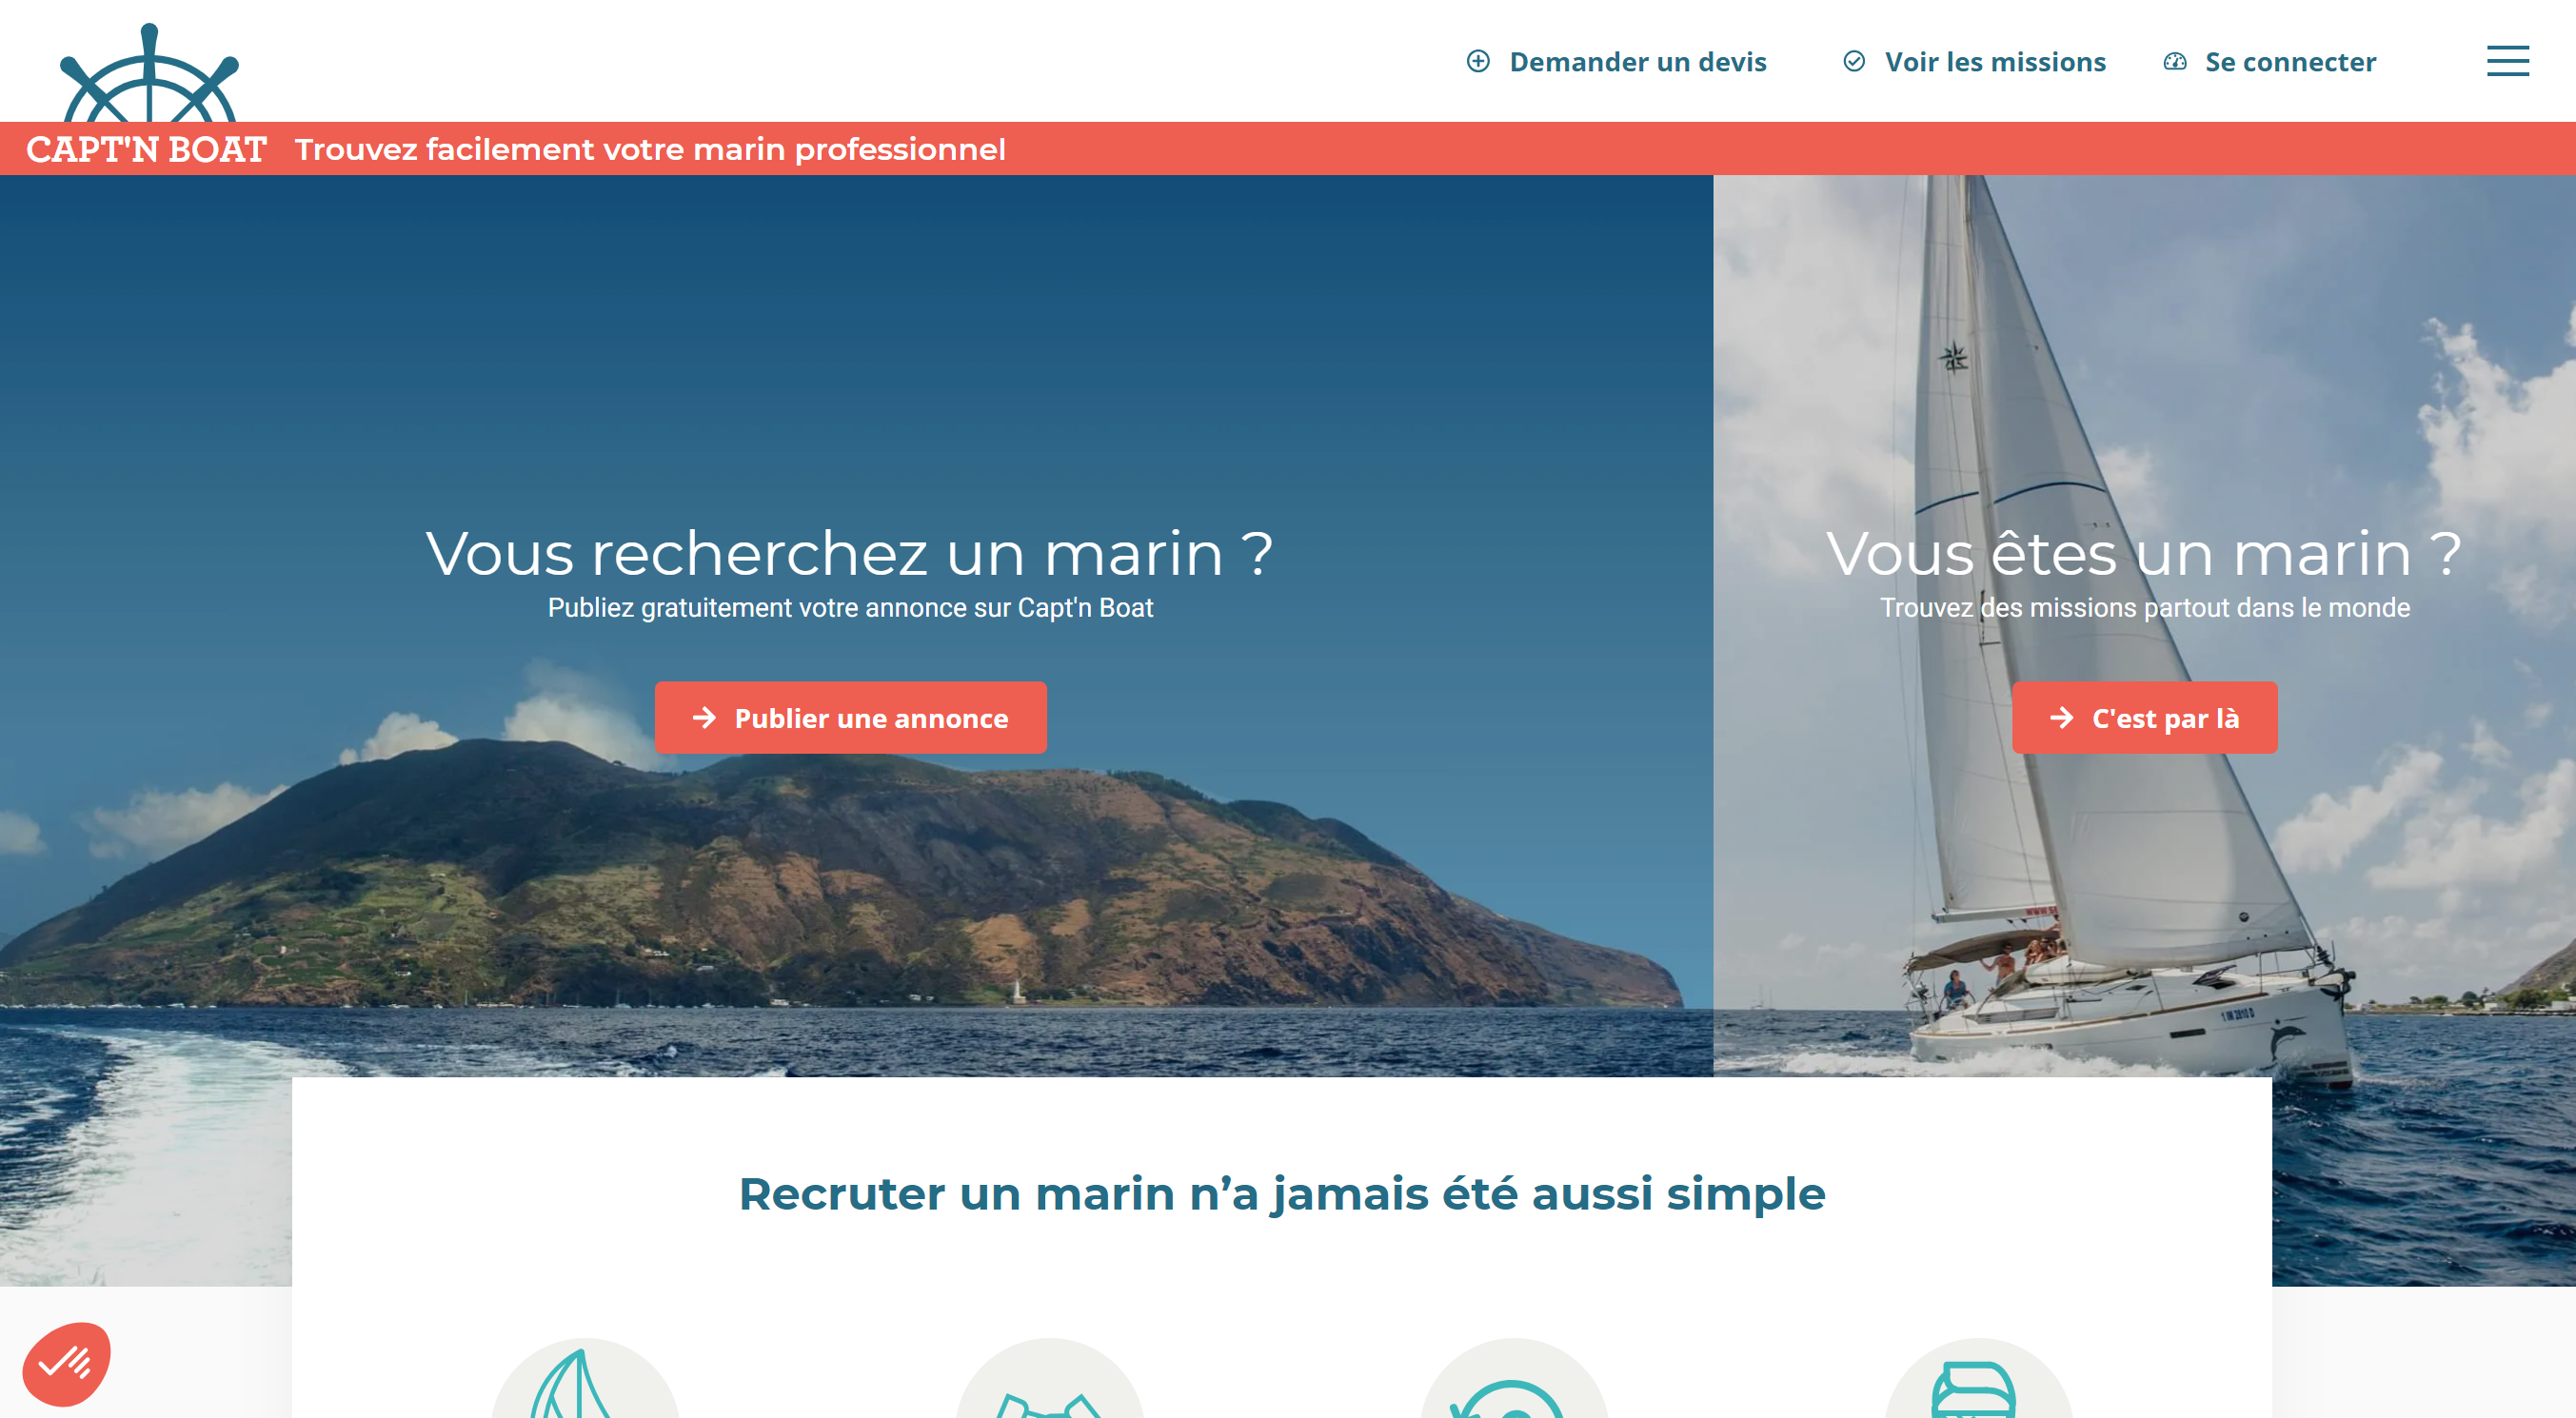 Demander un devis
Voir les missions
Se connecter
CAPT'N BOAT
Trouvez facilement votre marin professionnel
Vous recherchez un marin ?
Publiez gratuitement votre annonce sur Capt'n Boat
Publier une annonce
Vous êtes un marin ?
Trouvez des missions partout dans le monde
C'est par là
Recruter un marin n’a jamais été aussi simple